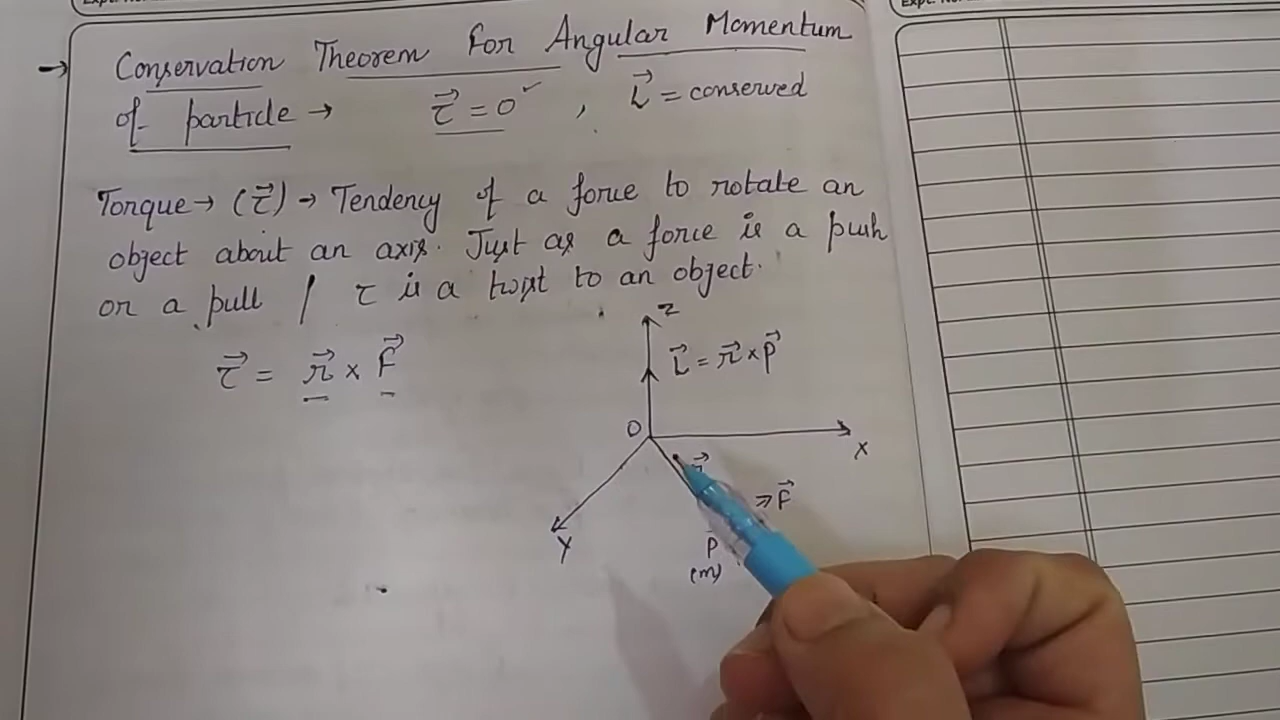 → Conservation Theorem For Angular Momentum
of particle → τ⃗ = 0 ✓, L⃗ = conserved
Torque → (τ⃗) → Tendency of a force to rotate an
object about an axis. Just as a force is a push
or a pull / τ is a twist to an object.
τ⃗ = r⃗ × F⃗
Z
L⃗ = r⃗ × p⃗
O
X
r⃗
F⃗
Y
P
(m)